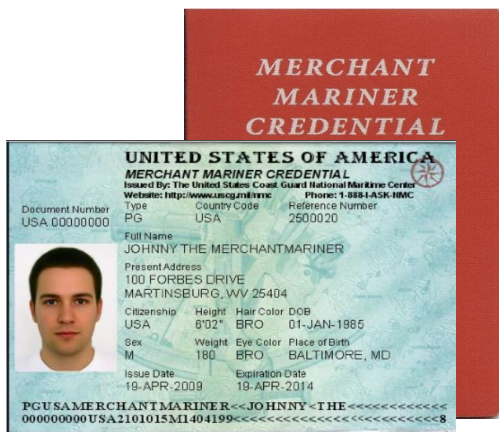 MERCHANT
MARINER
CREDENTIAL
UNITED STATES OF AMERICA
MERCHANT MARINER CREDENTIAL
Issued By: The United States Coast Guard National Maritime Center
Website: http://www.uscg.mil/nmc Phone: 1-888-I-ASK-NMC
Document Number
USA 00000000
Type Country Code Reference Number
PG USA 2500020
Full Name
JOHNNY THE MERCHANTMARINER
Present Address
100 FORBES DRIVE
MARTINSBURG, WV 25404
Citizenship Height Hair Color DOB
USA 6'02" BRO 01-JAN-1985
Sex Weight Eye Color Place of Birth
M 180 BRO BALTIMORE, MD
Issue Date Expiration Date
19-APR-2009 19-APR-2014
PGUSAMERCHANTMARINER<<JOHNNY<THE<<<<<<<<<<<<
000000000USA2101015M1404199<<<<<<<<<<<<<<<<8